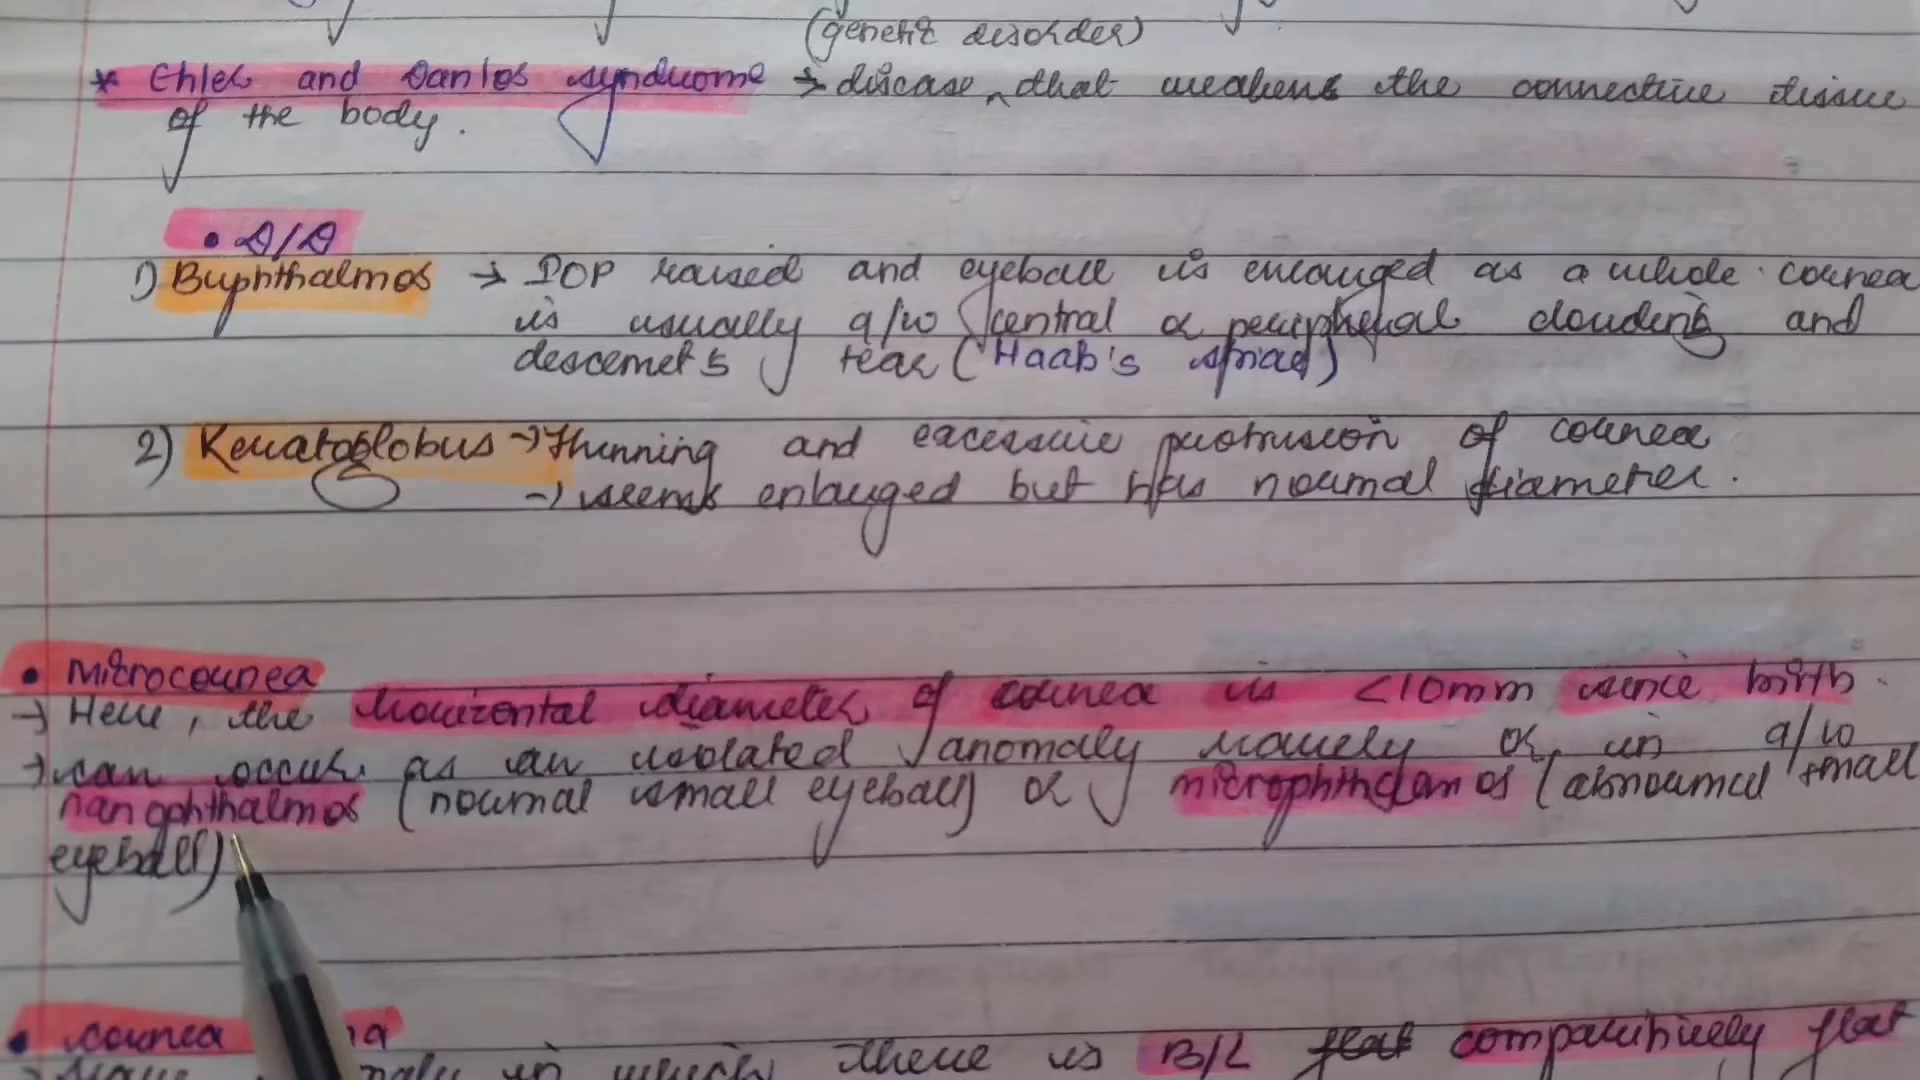 (genetic disorder)
* Ehler and Danlos syndrome → disease ^ that weakens the connective tissue
of the body.
• D/D
1) Buphthalmos → IOP raised and eyeball is enlarged as a whole. cornea
is usually a/w central or peripheral clouding and
descemet's tear (Haab's striae)
2) Keratoglobus → thinning and excessive protrusion of cornea
→ seems enlarged but has normal diameter.
• Microcornea
→ Here, the horizontal diameter of cornea is <10mm since birth.
→ can occur as an isolated anomaly rarely or in a/w
nanophthalmos (normal small eyeball) or microphthalamos (abnormal small
eyeball)
• cornea
there is B/L flat comparitively flat